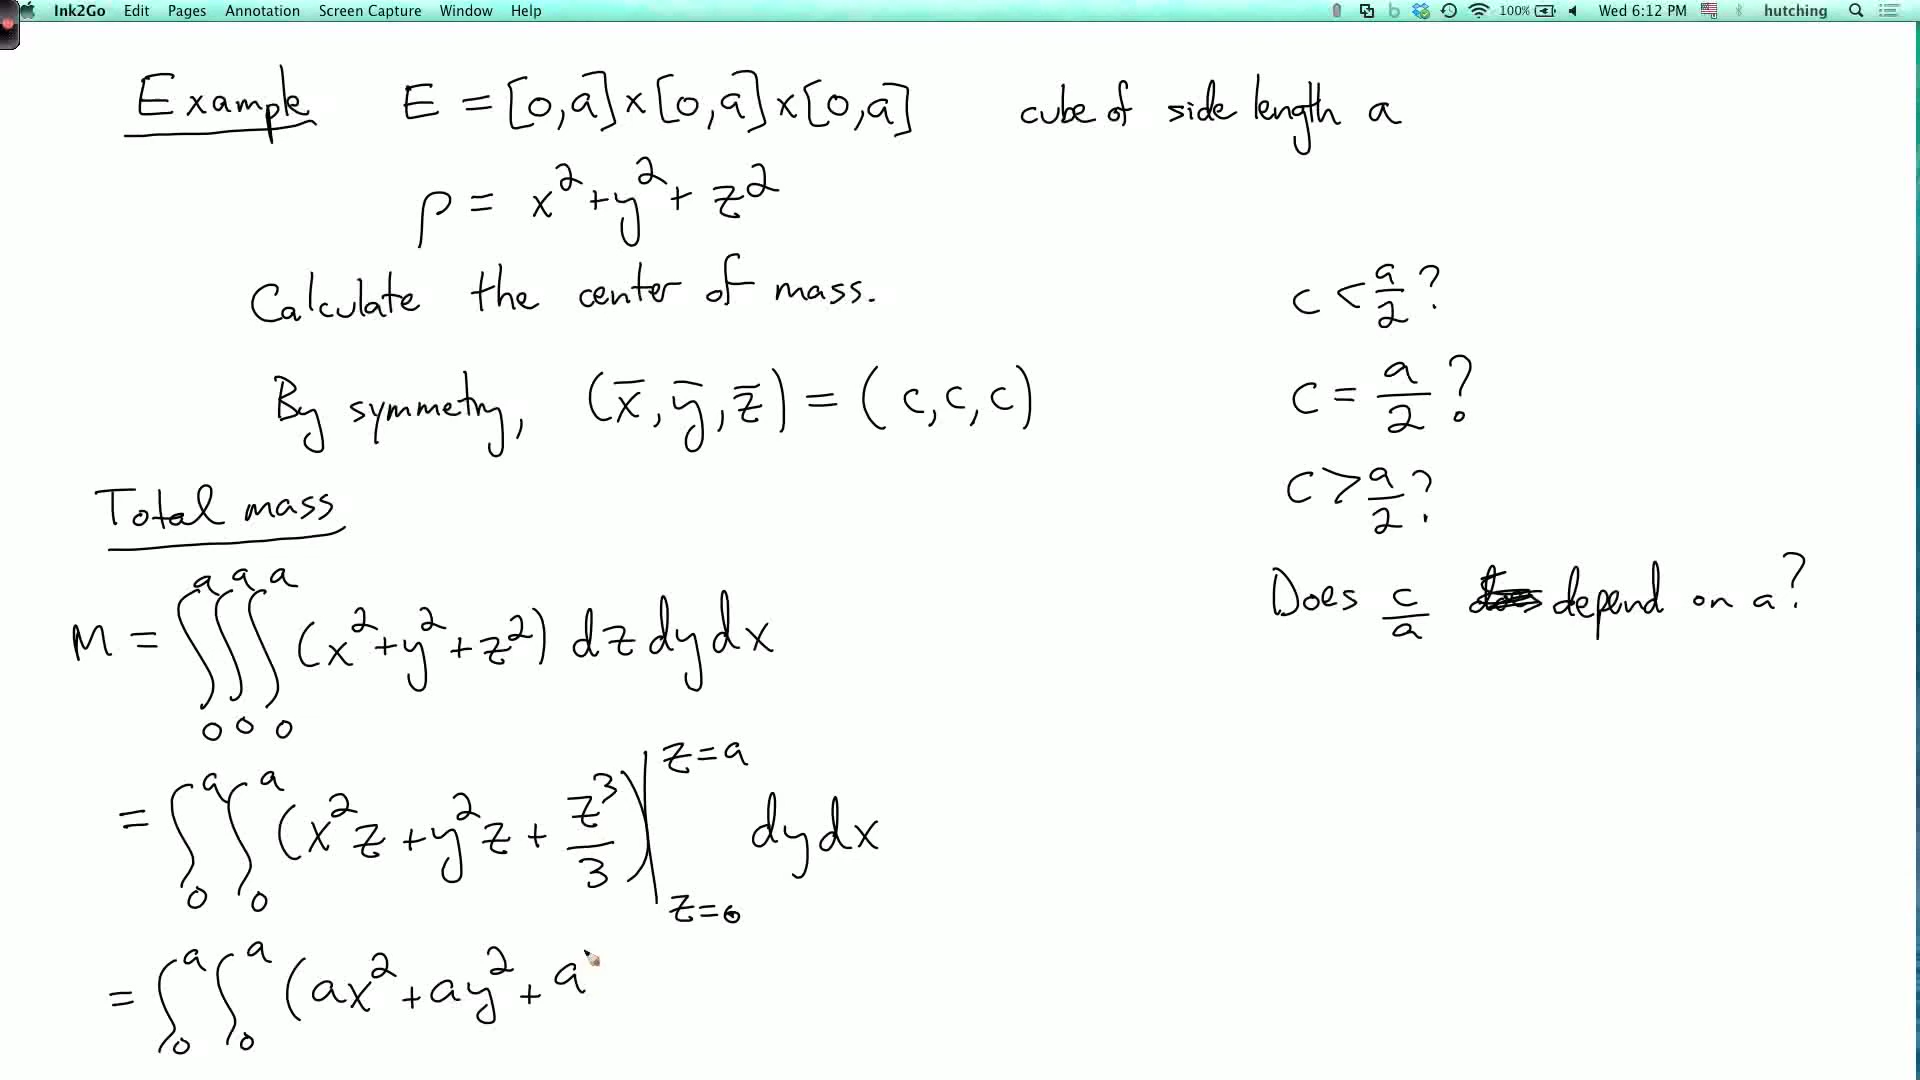 Ink2Go Edit Pages Annotation Screen Capture Window Help 100% Wed 6:12 PM hutching
Example E = [0,a]×[0,a]×[0,a] cube of side length a
ρ = x²+y²+z²
Calculate the center of mass.
By symmetry, (x̄,ȳ,z̄) = (c,c,c)
c < a/2?
c = a/2?
c > a/2?
Does c/a depend on a?
Total mass
M = ∫₀ᵃ∫₀ᵃ∫₀ᵃ (x²+y²+z²) dz dy dx
= ∫₀ᵃ∫₀ᵃ (x²z+y²z+z³/3)|z=a z=0 dy dx
= ∫₀ᵃ∫₀ᵃ (ax²+ay²+a